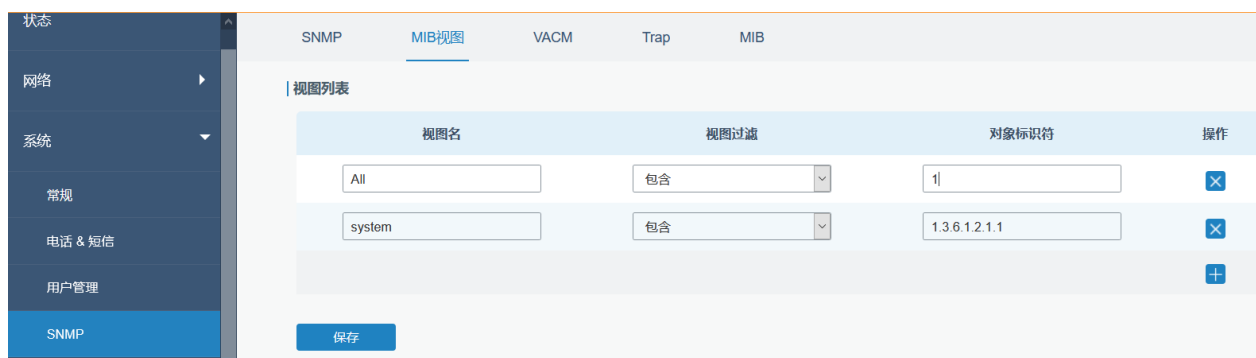 状态
网络
系统
常规
电话 & 短信
用户管理
SNMP
SNMP MIB视图 VACM Trap MIB
视图列表
视图名 视图过滤 对象标识符 操作
All 包含 1
system 包含 1.3.6.1.2.1.1
保存